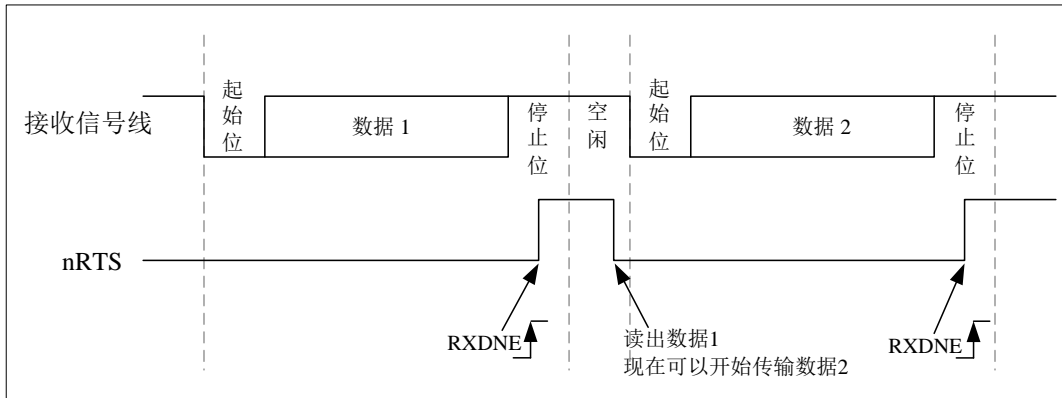 接收信号线
起始位
数据 1
停止位
空闲
起始位
数据 2
停止位
nRTS
RXDNE
读出数据1
现在可以开始传输数据2
RXDNE